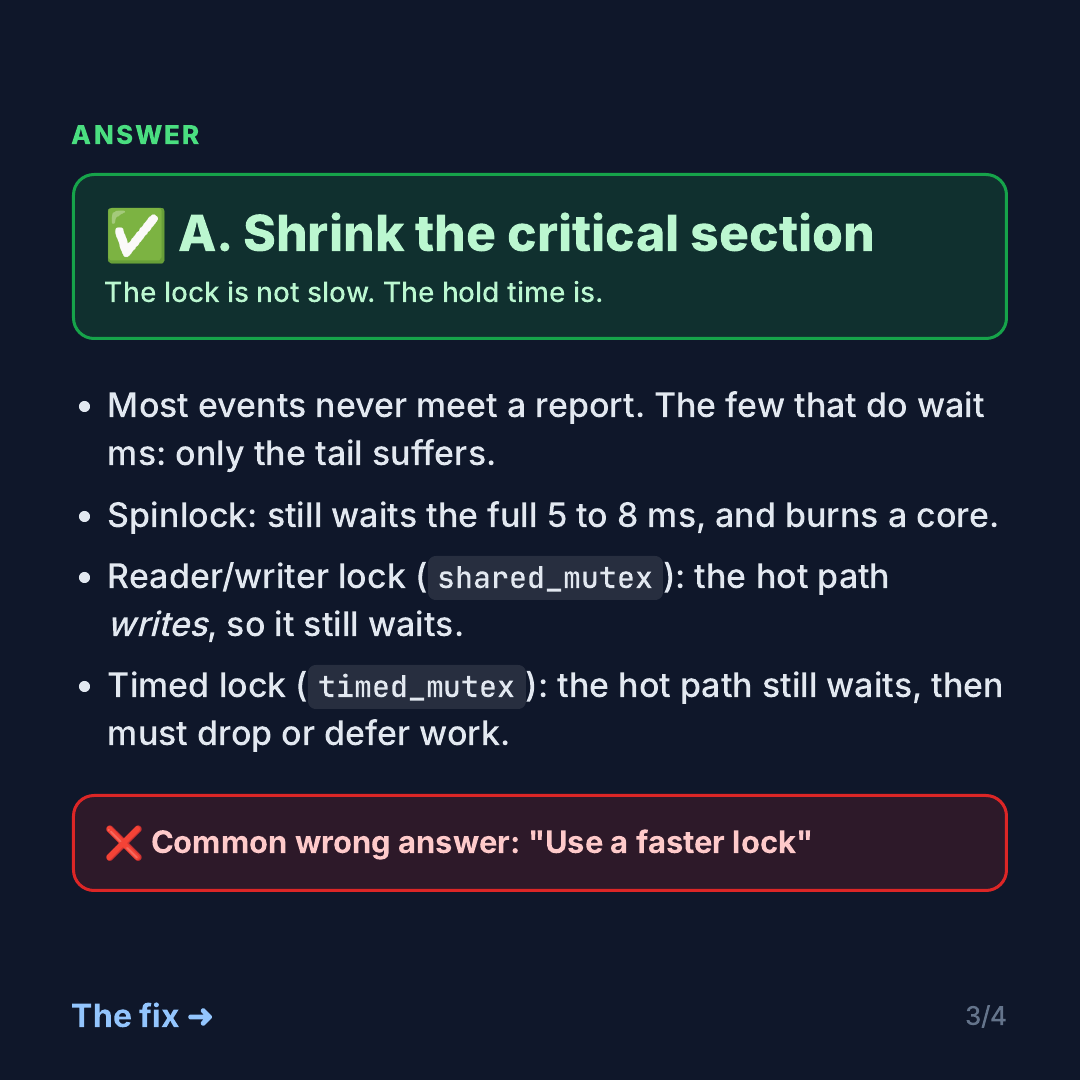 ANSWER
✅ A. Shrink the critical section
The lock is not slow. The hold time is.
• Most events never meet a report. The few that do wait
ms: only the tail suffers.
• Spinlock: still waits the full 5 to 8 ms, and burns a core.
• Reader/writer lock (shared_mutex): the hot path
writes, so it still waits.
• Timed lock (timed_mutex): the hot path still waits, then
must drop or defer work.
❌ Common wrong answer: "Use a faster lock"
The fix ➜
3/4